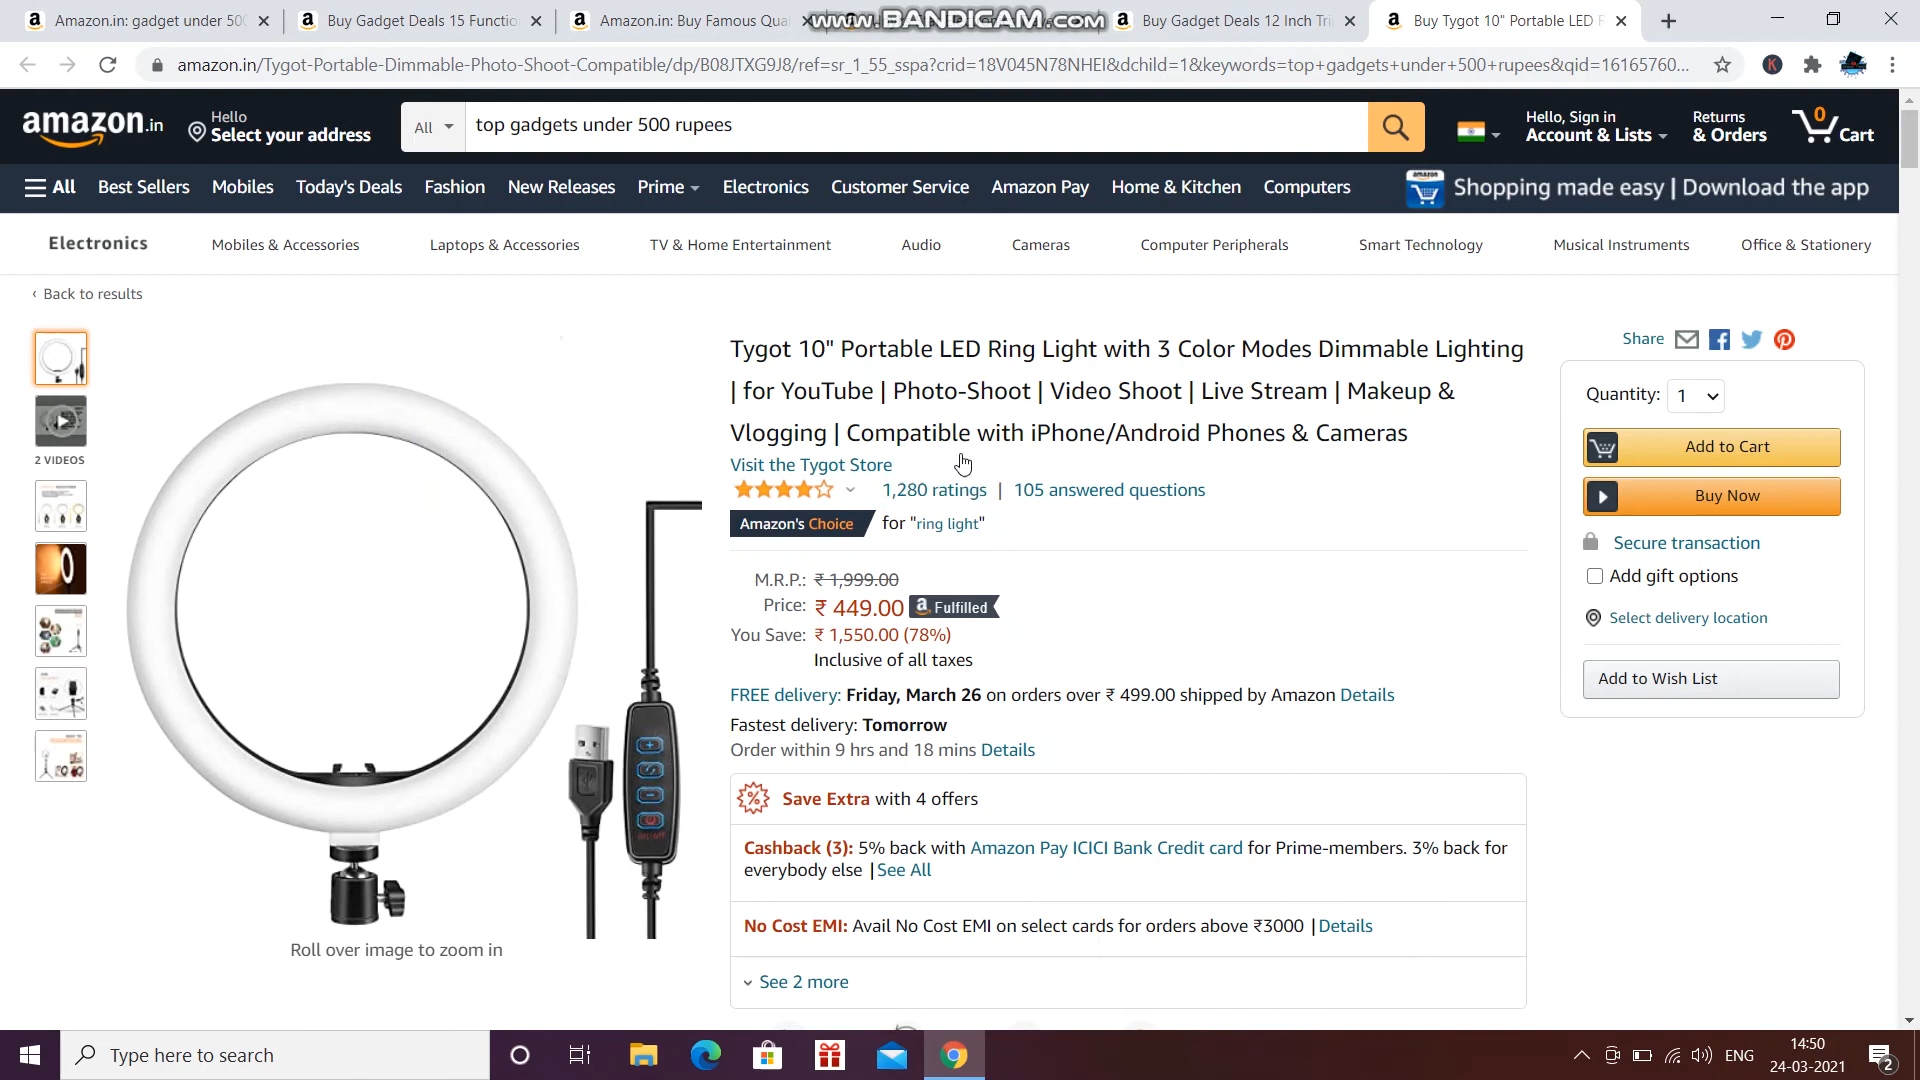 Amazon.in: gadget under 500
Buy Gadget Deals 15 Functio
Amazon.in: Buy Famous Qua
www.BANDICAM.com
Buy Gadget Deals 12 Inch Tri
Buy Tygot 10" Portable LED R
amazon.in/Tygot-Portable-Dimmable-Photo-Shoot-Compatible/dp/B08JTXG9J8/ref=sr_1_55_sspa?crid=18V045N78NHEI&dchild=1&keywords=top+gadgets+under+500+rupees&qid=16165760...
K
amazon.in
Hello
Select your address
All
top gadgets under 500 rupees
Hello, Sign in
Account & Lists
Returns
& Orders
0
Cart
All
Best Sellers
Mobiles
Today's Deals
Fashion
New Releases
Prime
Electronics
Customer Service
Amazon Pay
Home & Kitchen
Computers
amazon
Shopping made easy | Download the app
Electronics
Mobiles & Accessories
Laptops & Accessories
TV & Home Entertainment
Audio
Cameras
Computer Peripherals
Smart Technology
Musical Instruments
Office & Stationery
‹ Back to results
2 VIDEOS
on/off
Roll over image to zoom in
Tygot 10" Portable LED Ring Light with 3 Color Modes Dimmable Lighting
| for YouTube | Photo-Shoot | Video Shoot | Live Stream | Makeup &
Vlogging | Compatible with iPhone/Android Phones & Cameras
Visit the Tygot Store
1,280 ratings | 105 answered questions
Amazon's Choice for "ring light"
M.R.P.: ₹ 1,999.00
Price: ₹ 449.00 Fulfilled
You Save: ₹ 1,550.00 (78%)
Inclusive of all taxes
FREE delivery: Friday, March 26 on orders over ₹ 499.00 shipped by Amazon Details
Fastest delivery: Tomorrow
Order within 9 hrs and 18 mins Details
Save Extra with 4 offers
Cashback (3): 5% back with Amazon Pay ICICI Bank Credit card for Prime-members. 3% back for
everybody else |See All
No Cost EMI: Avail No Cost EMI on select cards for orders above ₹3000 |Details
See 2 more
Share
Quantity: 1
Add to Cart
Buy Now
Secure transaction
Add gift options
Select delivery location
Add to Wish List
Type here to search
ENG
14:50
24-03-2021
2